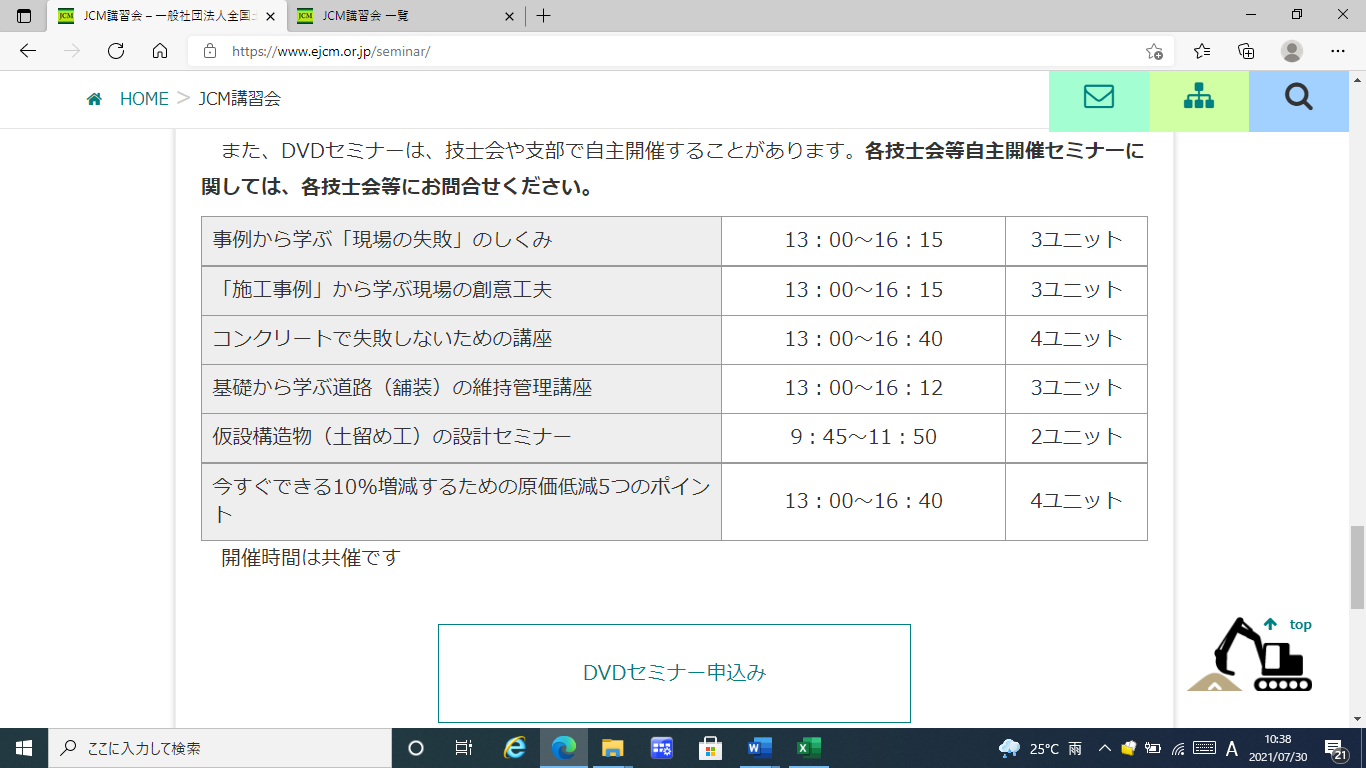 JCM講習会 – 一般社団法人全国土
JCM講習会 一覧
https://www.ejcm.or.jp/seminar/
HOME > JCM講習会
また、DVDセミナーは、技士会や支部で自主開催することがあります。各技士会等自主開催セミナーに
関しては、各技士会等にお問合せください。
事例から学ぶ「現場の失敗」のしくみ 13：00～16：15 3ユニット
「施工事例」から学ぶ現場の創意工夫 13：00～16：15 3ユニット
コンクリートで失敗しないための講座 13：00～16：40 4ユニット
基礎から学ぶ道路（舗装）の維持管理講座 13：00～16：12 3ユニット
仮設構造物（土留め工）の設計セミナー 9：45～11：50 2ユニット
今すぐできる10%増減するための原価低減5つのポイン
ト 13：00～16：40 4ユニット
開催時間は共催です
top
DVDセミナー申込み
ここに入力して検索
25°C 雨
A
10:38
2021/07/30
21